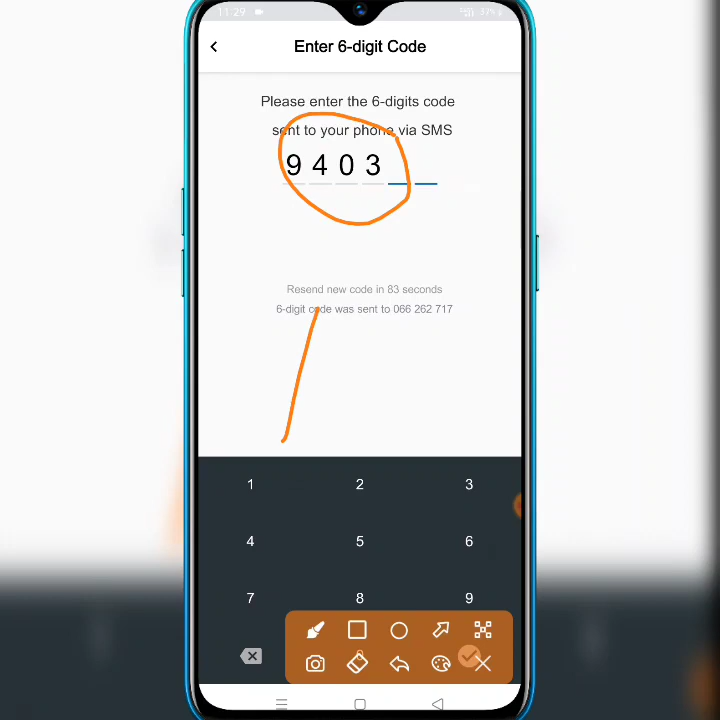 11:29 37%
Enter 6-digit Code
Please enter the 6-digits code
sent to your phone via SMS
9 4 0 3
Resend new code in 83 seconds
6-digit code was sent to 066 262 717
1 2 3
4 5 6
7 8 9